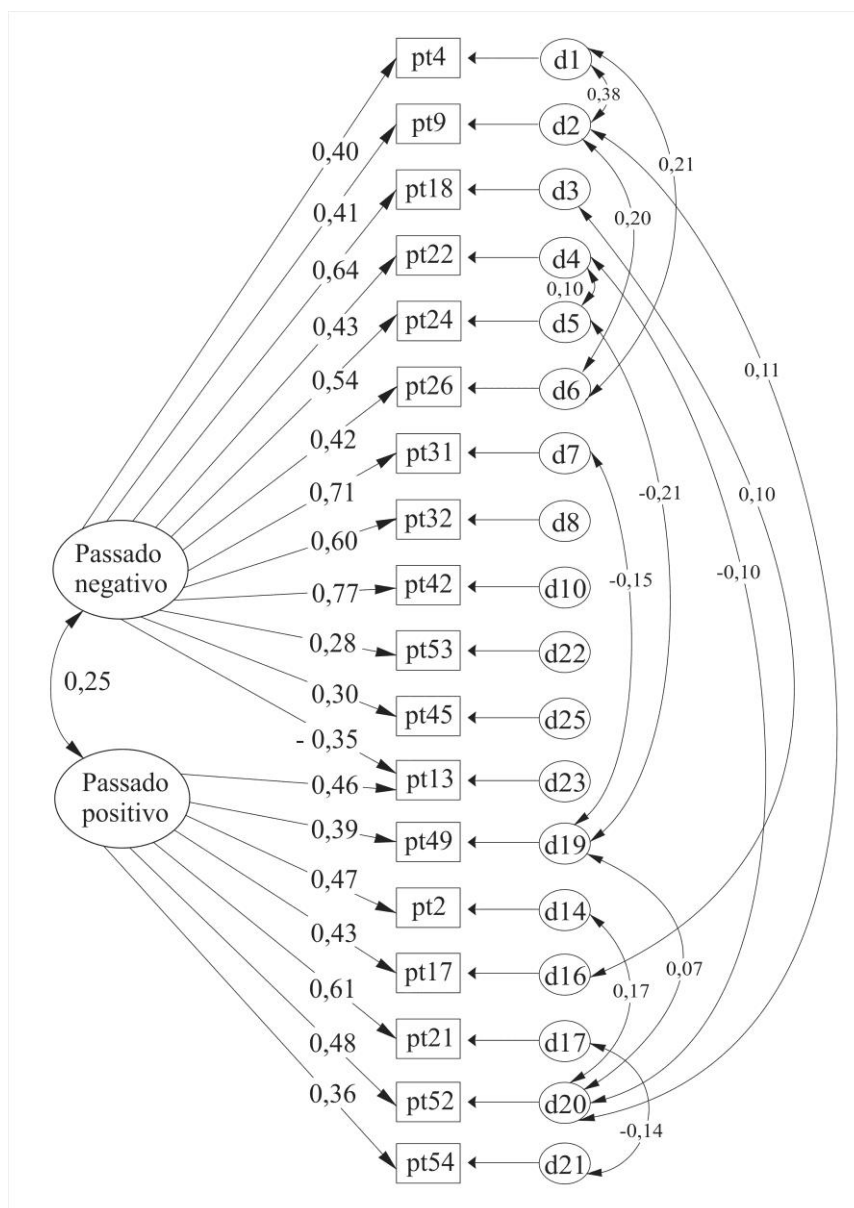 pt4
d1
0,38
pt9
d2
0,40
0,21
0,41
pt18
d3
0,20
0,64
pt22
d4
0,10
0,43
pt24
d5
0,11
0,54
pt26
d6
0,42
pt31
d7
0,71
-0,21
0,10
pt32
d8
0,60
Passado
negativo
-0,10
-0,15
0,77
pt42
d10
0,28
pt53
d22
0,25
0,30
pt45
d25
- 0,35
Passado
positivo
pt13
d23
0,46
0,39
pt49
d19
0,47
pt2
d14
0,43
pt17
d16
0,07
0,17
0,61
pt21
d17
0,48
0,36
pt52
d20
-0,14
pt54
d21